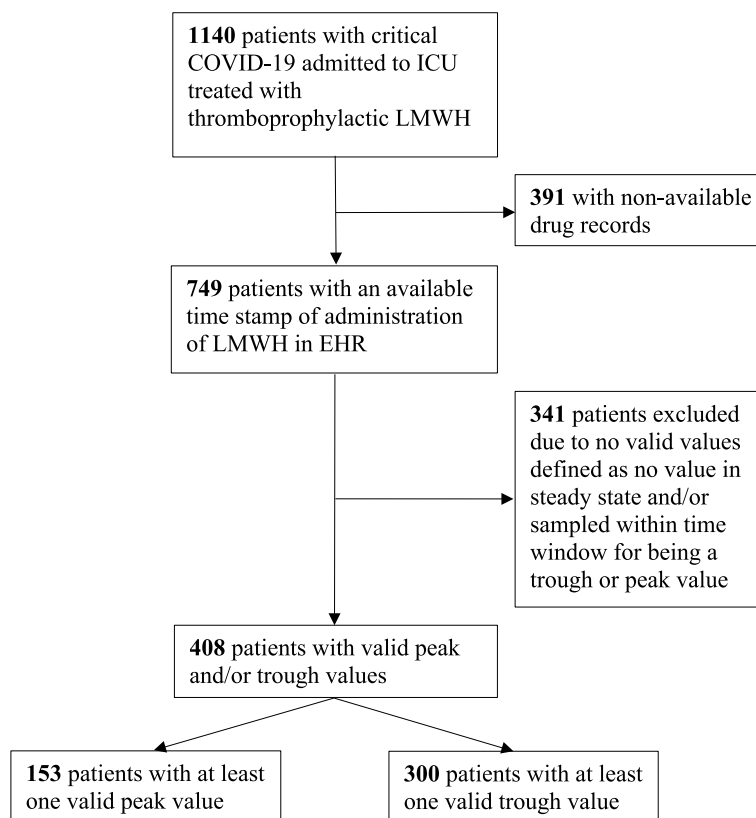 1140 patients with critical
COVID-19 admitted to ICU
treated with
thromboprophylactic LMWH
391 with non-available
drug records
749 patients with an available
time stamp of administration
of LMWH in EHR
341 patients excluded
due to no valid values
defined as no value in
steady state and/or
sampled within time
window for being a
trough or peak value
408 patients with valid peak
and/or trough values
153 patients with at least
one valid peak value
300 patients with at least
one valid trough value